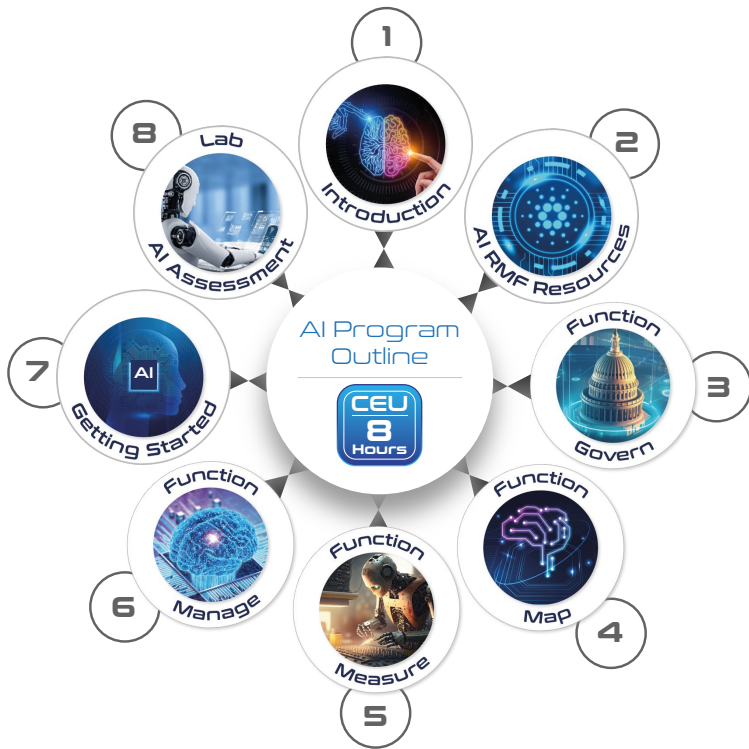 AI Program
Outline
CEU
8
Hours
1
Introduction
2
AI RMF Resources
3
Function
Govern
4
Function
Map
5
Function
Measure
6
Function
Manage
7
AI
Getting Started
8
Lab
AI Assessment